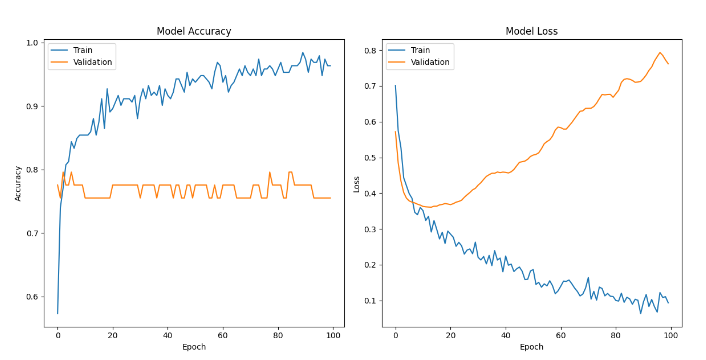 Model Accuracy
Train
Validation
1.0
0.9
0.8
0.7
0.6
Accuracy
0
20
40
60
80
100
Epoch
Model Loss
Train
Validation
0.8
0.7
0.6
0.5
0.4
0.3
0.2
0.1
Loss
0
20
40
60
80
100
Epoch